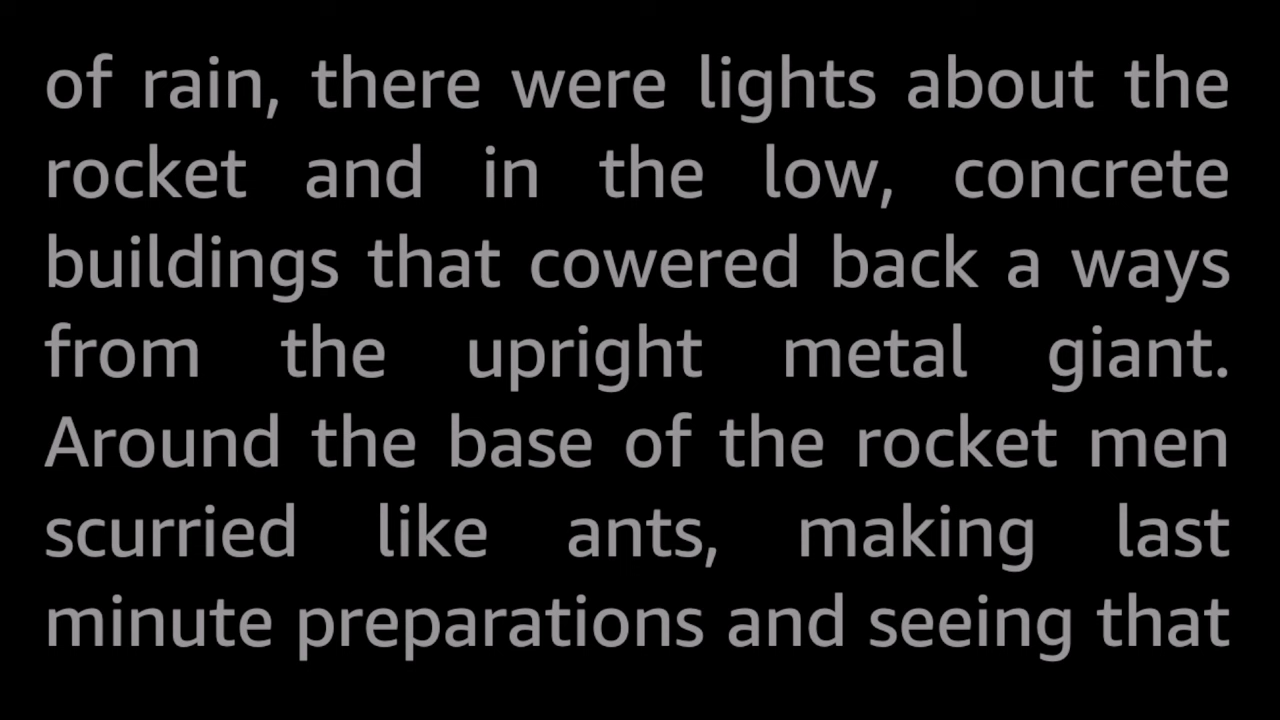 of rain, there were lights about the
rocket and in the low, concrete
buildings that cowered back a ways
from the upright metal giant.
Around the base of the rocket men
scurried like ants, making last
minute preparations and seeing that